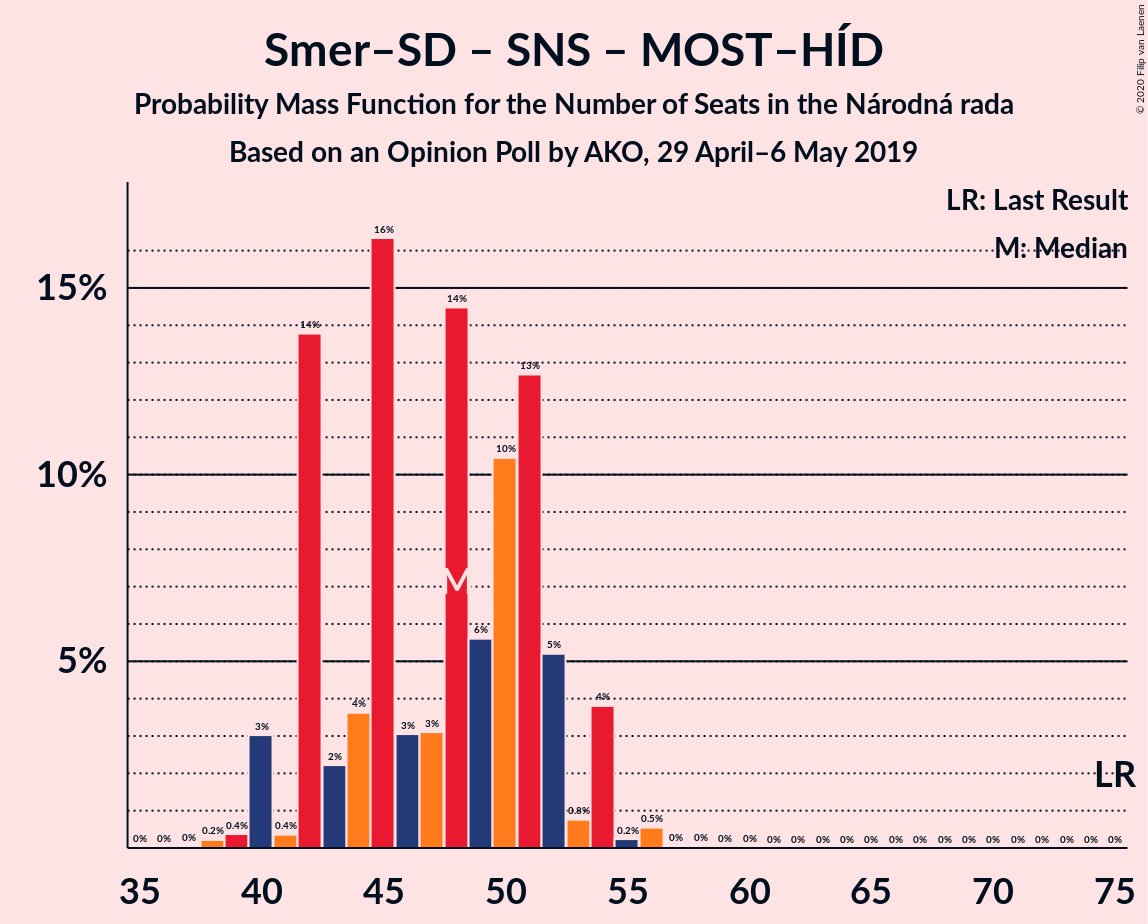 Smer–SD – SNS – MOST–HÍD
Probability Mass Function for the Number of Seats in the Národná rada
Based on an Opinion Poll by AKO, 29 April–6 May 2019
© 2020 Filip van Laenen
LR: Last Result
M: Median
15%
10%
5%
0% 0% 0% 0.2% 0.4% 3% 0.4% 14% 2% 4% 16% 3% 3% 14% 6% 10% 13% 5% 0.8% 4% 0.2% 0.5% 0% 0% 0% 0% 0% 0% 0% 0% 0% 0% 0% 0% 0% 0% 0% 0% 0% 0% 0%
M
LR
35 40 45 50 55 60 65 70 75